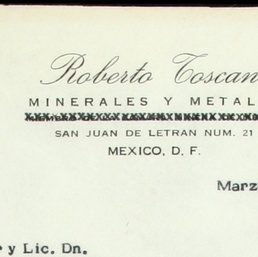 Roberto Toscan
MINERALES Y METAL
SAN JUAN DE LETRAN NUM. 21
MEXICO, D. F.
Marz
y Lic. Dn.